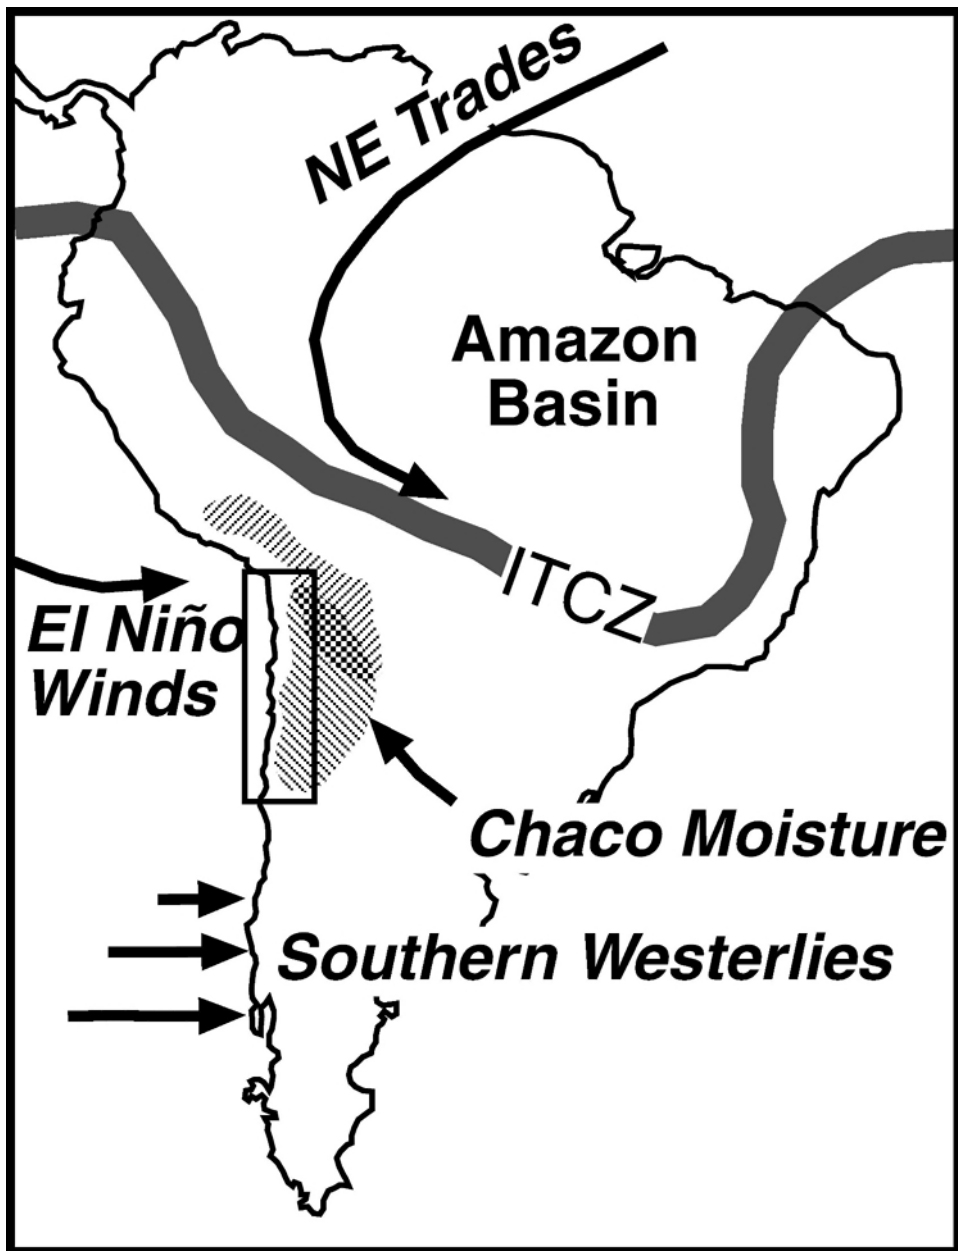 NE Trades
Amazon
Basin
ITCZ
El Niño
Winds
Chaco Moisture
Southern Westerlies